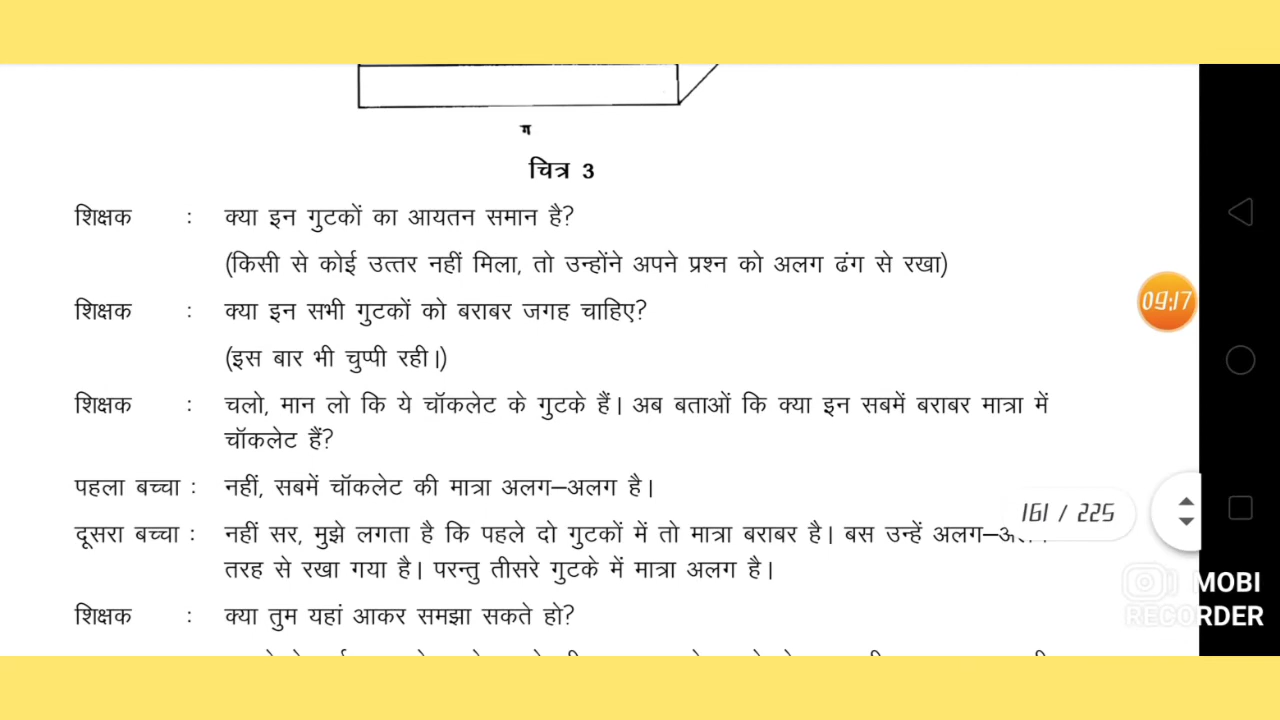 ग
चित्र 3
शिक्षक : क्या इन गुटकों का आयतन समान है?
(किसी से कोई उत्तर नहीं मिला, तो उन्होंने अपने प्रश्न को अलग ढंग से रखा)
शिक्षक : क्या इन सभी गुटकों को बराबर जगह चाहिए?
(इस बार भी चुप्पी रही।)
शिक्षक : चलो, मान लो कि ये चॉकलेट के गुटके हैं। अब बताओं कि क्या इन सबमें बराबर मात्रा में
चॉकलेट हैं?
पहला बच्चा : नहीं, सबमें चॉकलेट की मात्रा अलग–अलग है।
दूसरा बच्चा : नहीं सर, मुझे लगता है कि पहले दो गुटकों में तो मात्रा बराबर है। बस उन्हें अलग–
तरह से रखा गया है। परन्तु तीसरे गुटके में मात्रा अलग है।
शिक्षक : क्या तुम यहां आकर समझा सकते हो?
09:17
161 / 225
MOBI
RECORDER